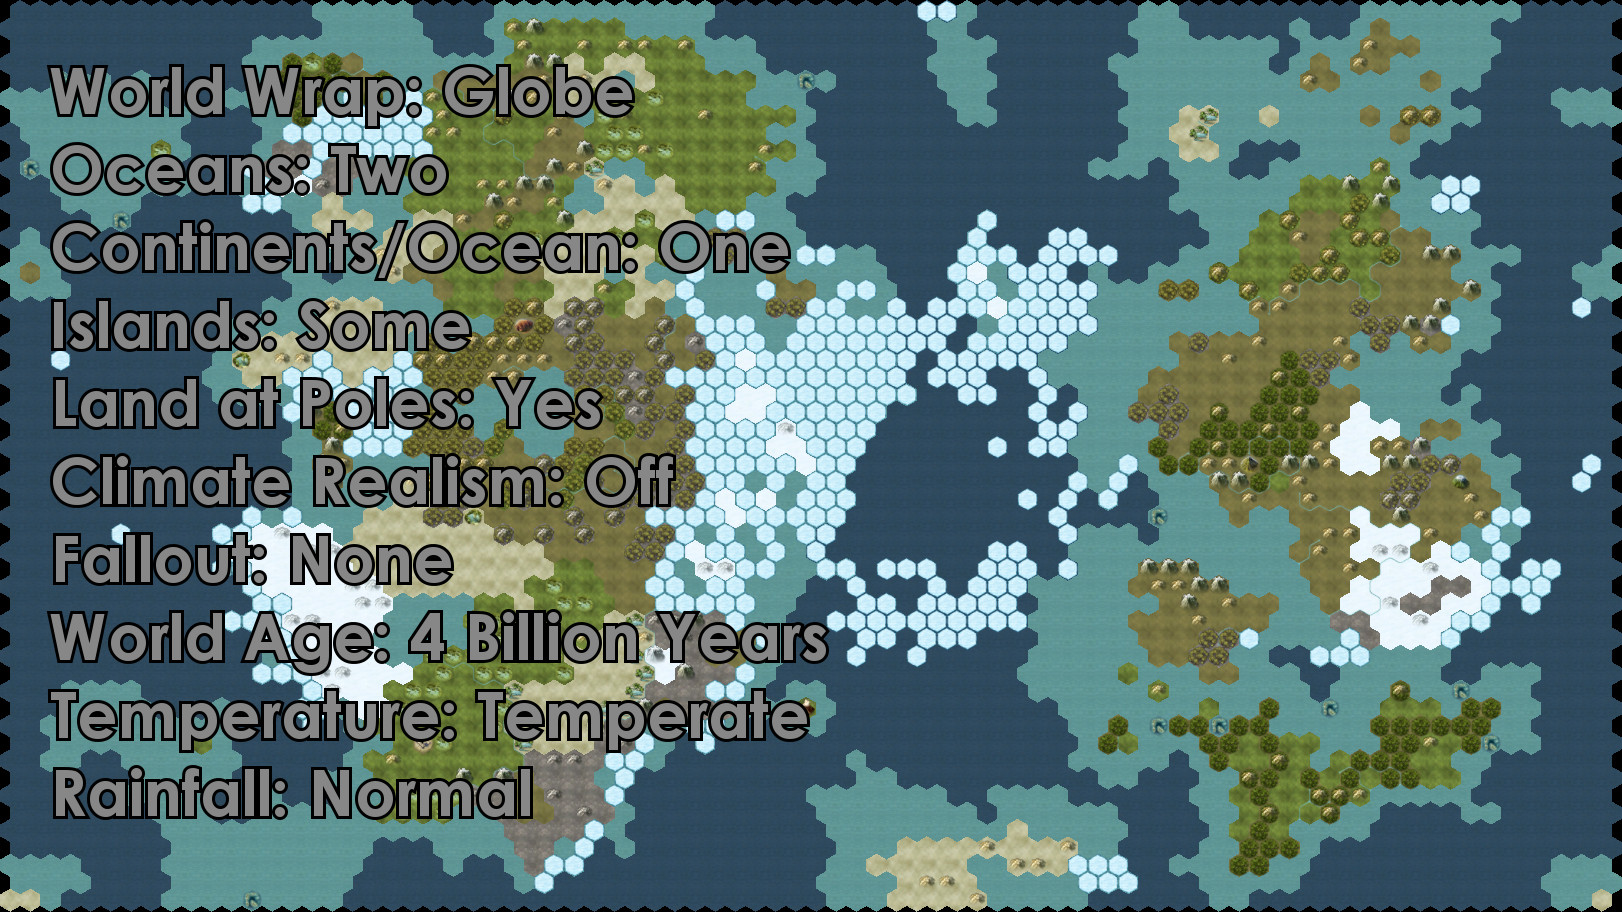 World Wrap: Globe
Oceans: Two
Continents/Ocean: One
Islands: Some
Land at Poles: Yes
Climate Realism: Off
Fallout: None
World Age: 4 Billion Years
Temperature: Temperate
Rainfall: Normal